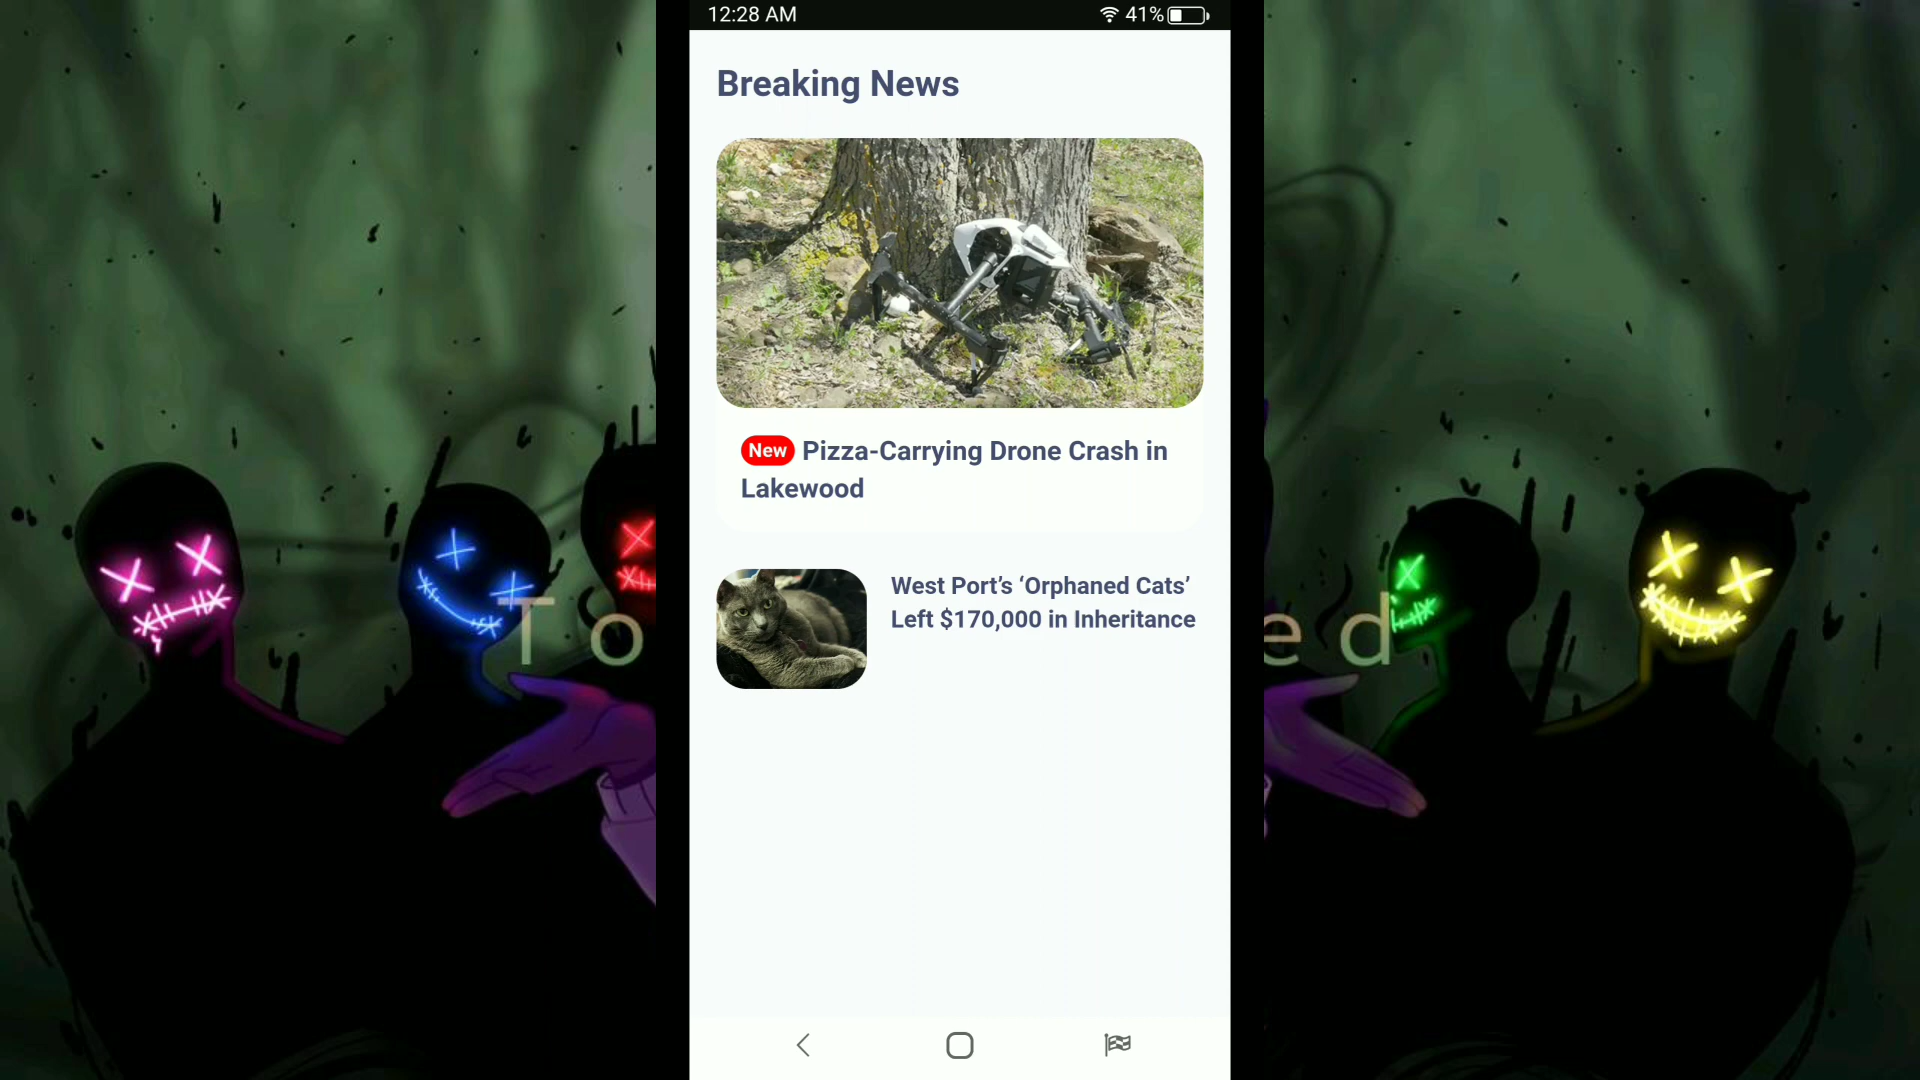 12:28 AM
41%
Breaking News
New Pizza-Carrying Drone Crash in
Lakewood
West Port’s ‘Orphaned Cats’
Left $170,000 in Inheritance